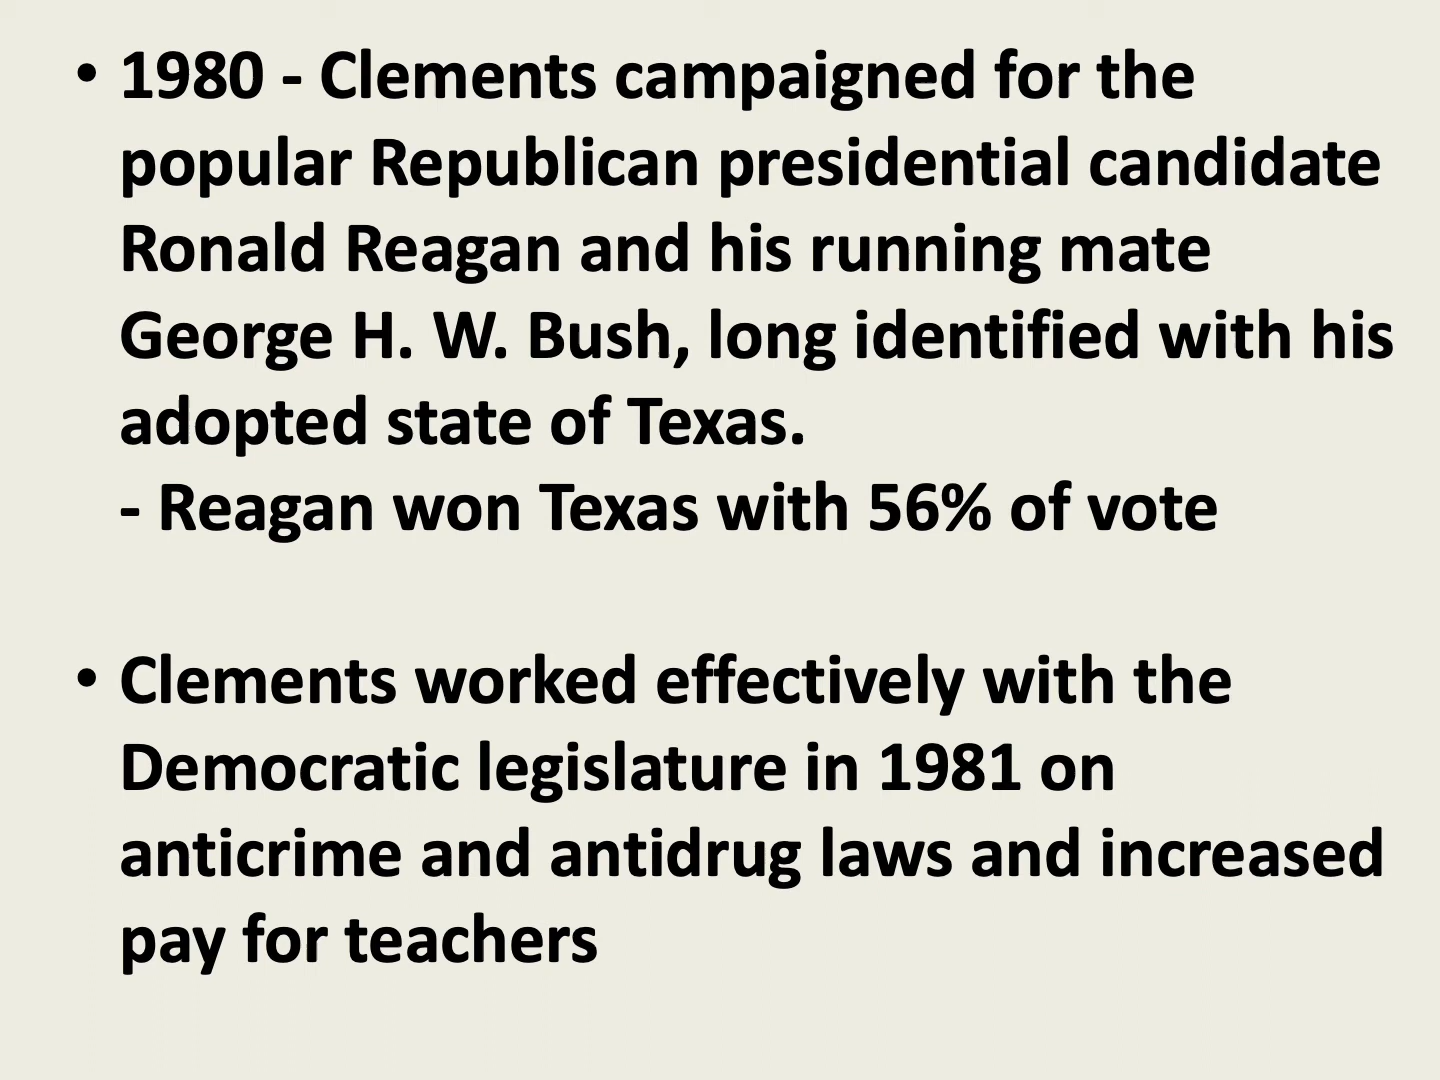 • 1980 - Clements campaigned for the
popular Republican presidential candidate
Ronald Reagan and his running mate
George H. W. Bush, long identified with his
adopted state of Texas.
- Reagan won Texas with 56% of vote
• Clements worked effectively with the
Democratic legislature in 1981 on
anticrime and antidrug laws and increased
pay for teachers